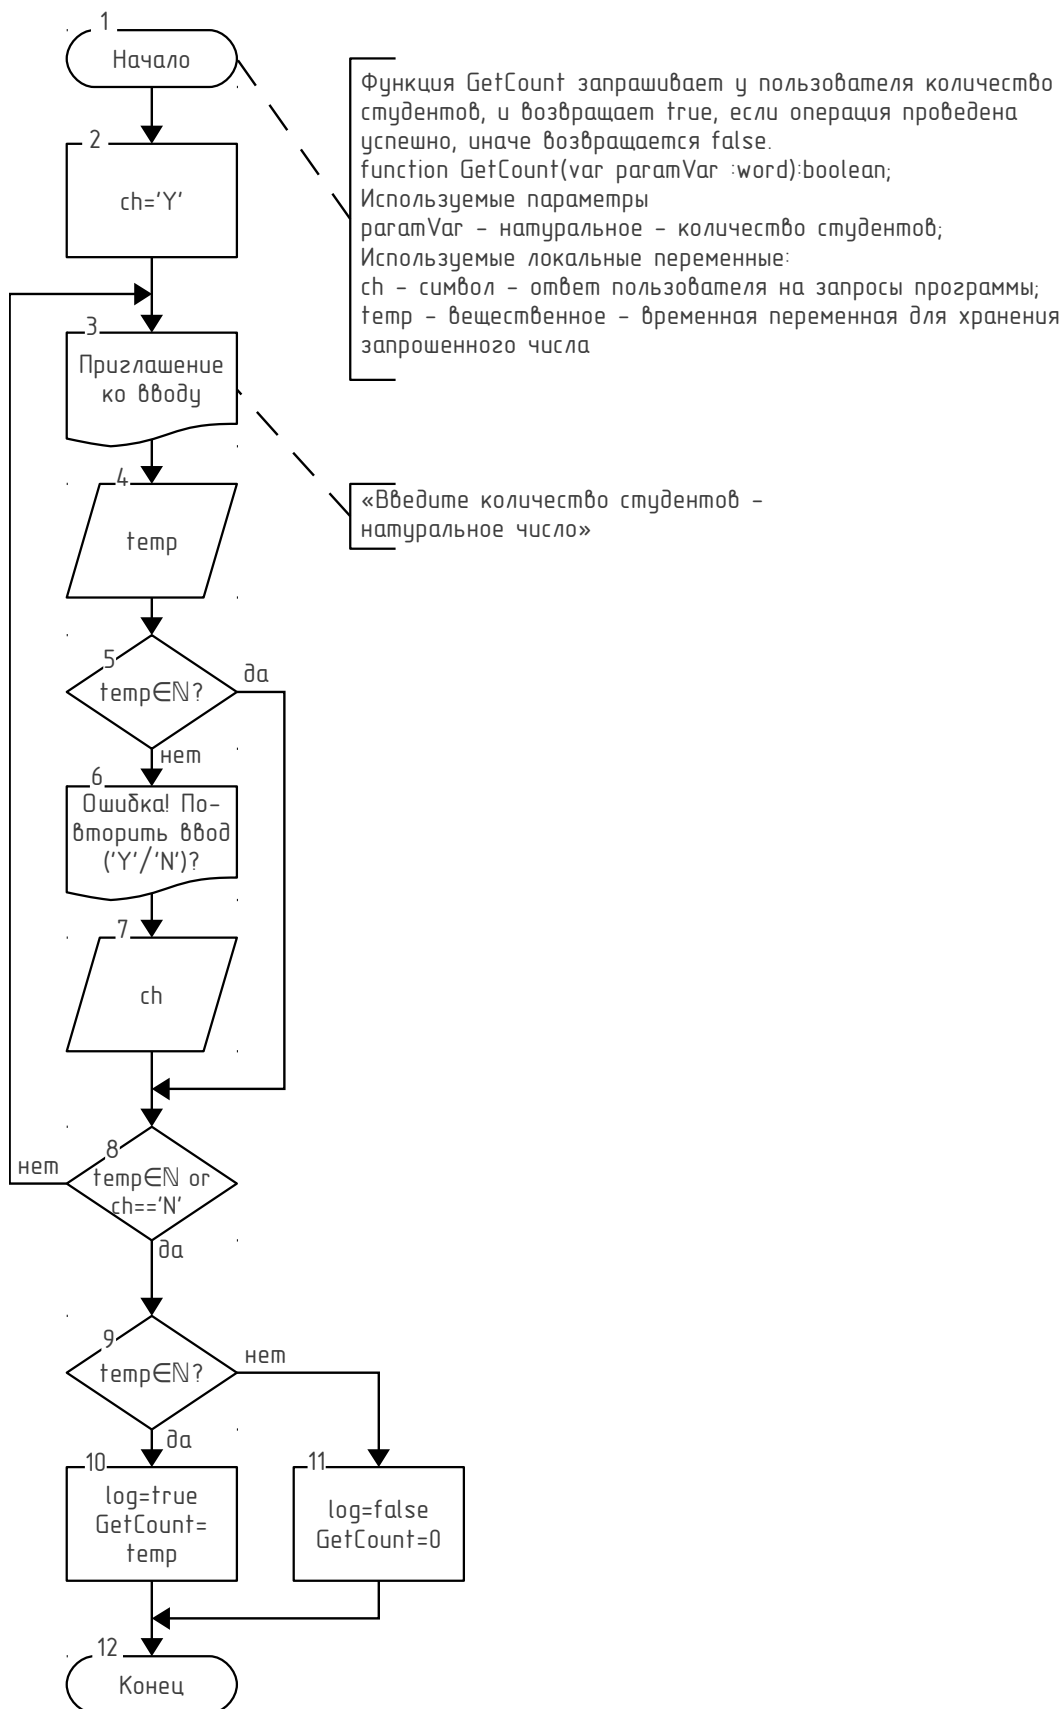 1
Начало
Функция GetCount запрашивает у пользователя количество
студентов, и возвращает true, если операция проведена
успешно, иначе возвращается false.
function GetCount(var paramVar :word):boolean;
Используемые параметры
paramVar – натуральное – количество студентов;
Используемые локальные переменные:
ch – символ – ответ пользователя на запросы программы;
temp – вещественное – временная переменная для хранения
запрошенного числа
2
ch='Y'
3
Приглашение
ко вводу
«Введите количество студентов –
натуральное число»
4
temp
5
temp∈ℕ?
да
нет
6
Ошибка! По-
вторить ввод
('Y'/'N')?
7
ch
8
temp∈ℕ or
ch=='N'
нет
да
9
temp∈ℕ?
нет
да
10
log=true
GetCount=
temp
11
log=false
GetCount=0
12
Конец